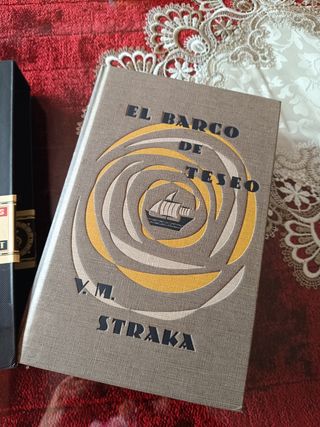 EL BARCO
DE
TESEO
V. M.
STRAKA